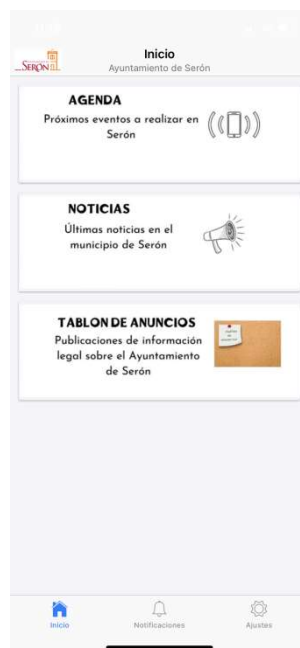 Inicio
SERÓN
Ayuntamiento de Serón
AGENDA
Próximos eventos a realizar en
Serón
NOTICIAS
Últimas noticias en el
municipio de Serón
TABLON DE ANUNCIOS
Publicaciones de información
legal sobre el Ayuntamiento
de Serón
Inicio
Notificaciones
Ajustes